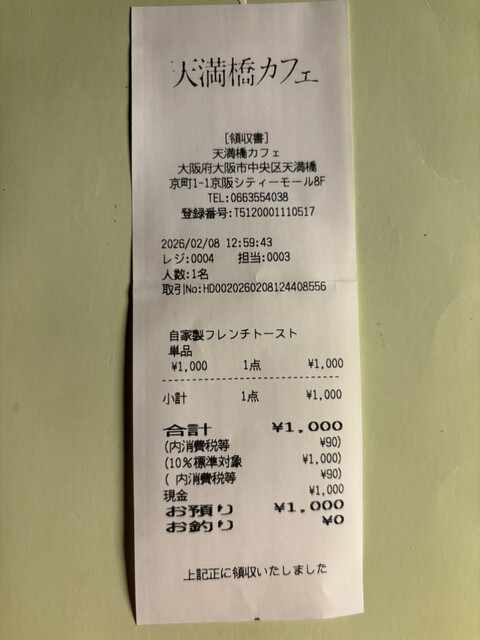 天満橋カフェ
[領収書]
天満橋カフェ
大阪府大阪市中央区天満橋
京町1-1京阪シティーモール8F
TEL:0663554038
登録番号:T5120001110517
2026/02/08 12:59:43
レジ:0004 担当:0003
人数:1名
取引No:HD0020260208124408556
自家製フレンチトースト
単品
¥1,000 1点 ¥1,000
小計 1点 ¥1,000
合計 ¥1,000
(内消費税等 ¥90)
(10%標準対象 ¥1,000)
( 内消費税等 ¥90)
現金 ¥1,000
お預り ¥1,000
お釣り ¥0
上記正に領収いたしました